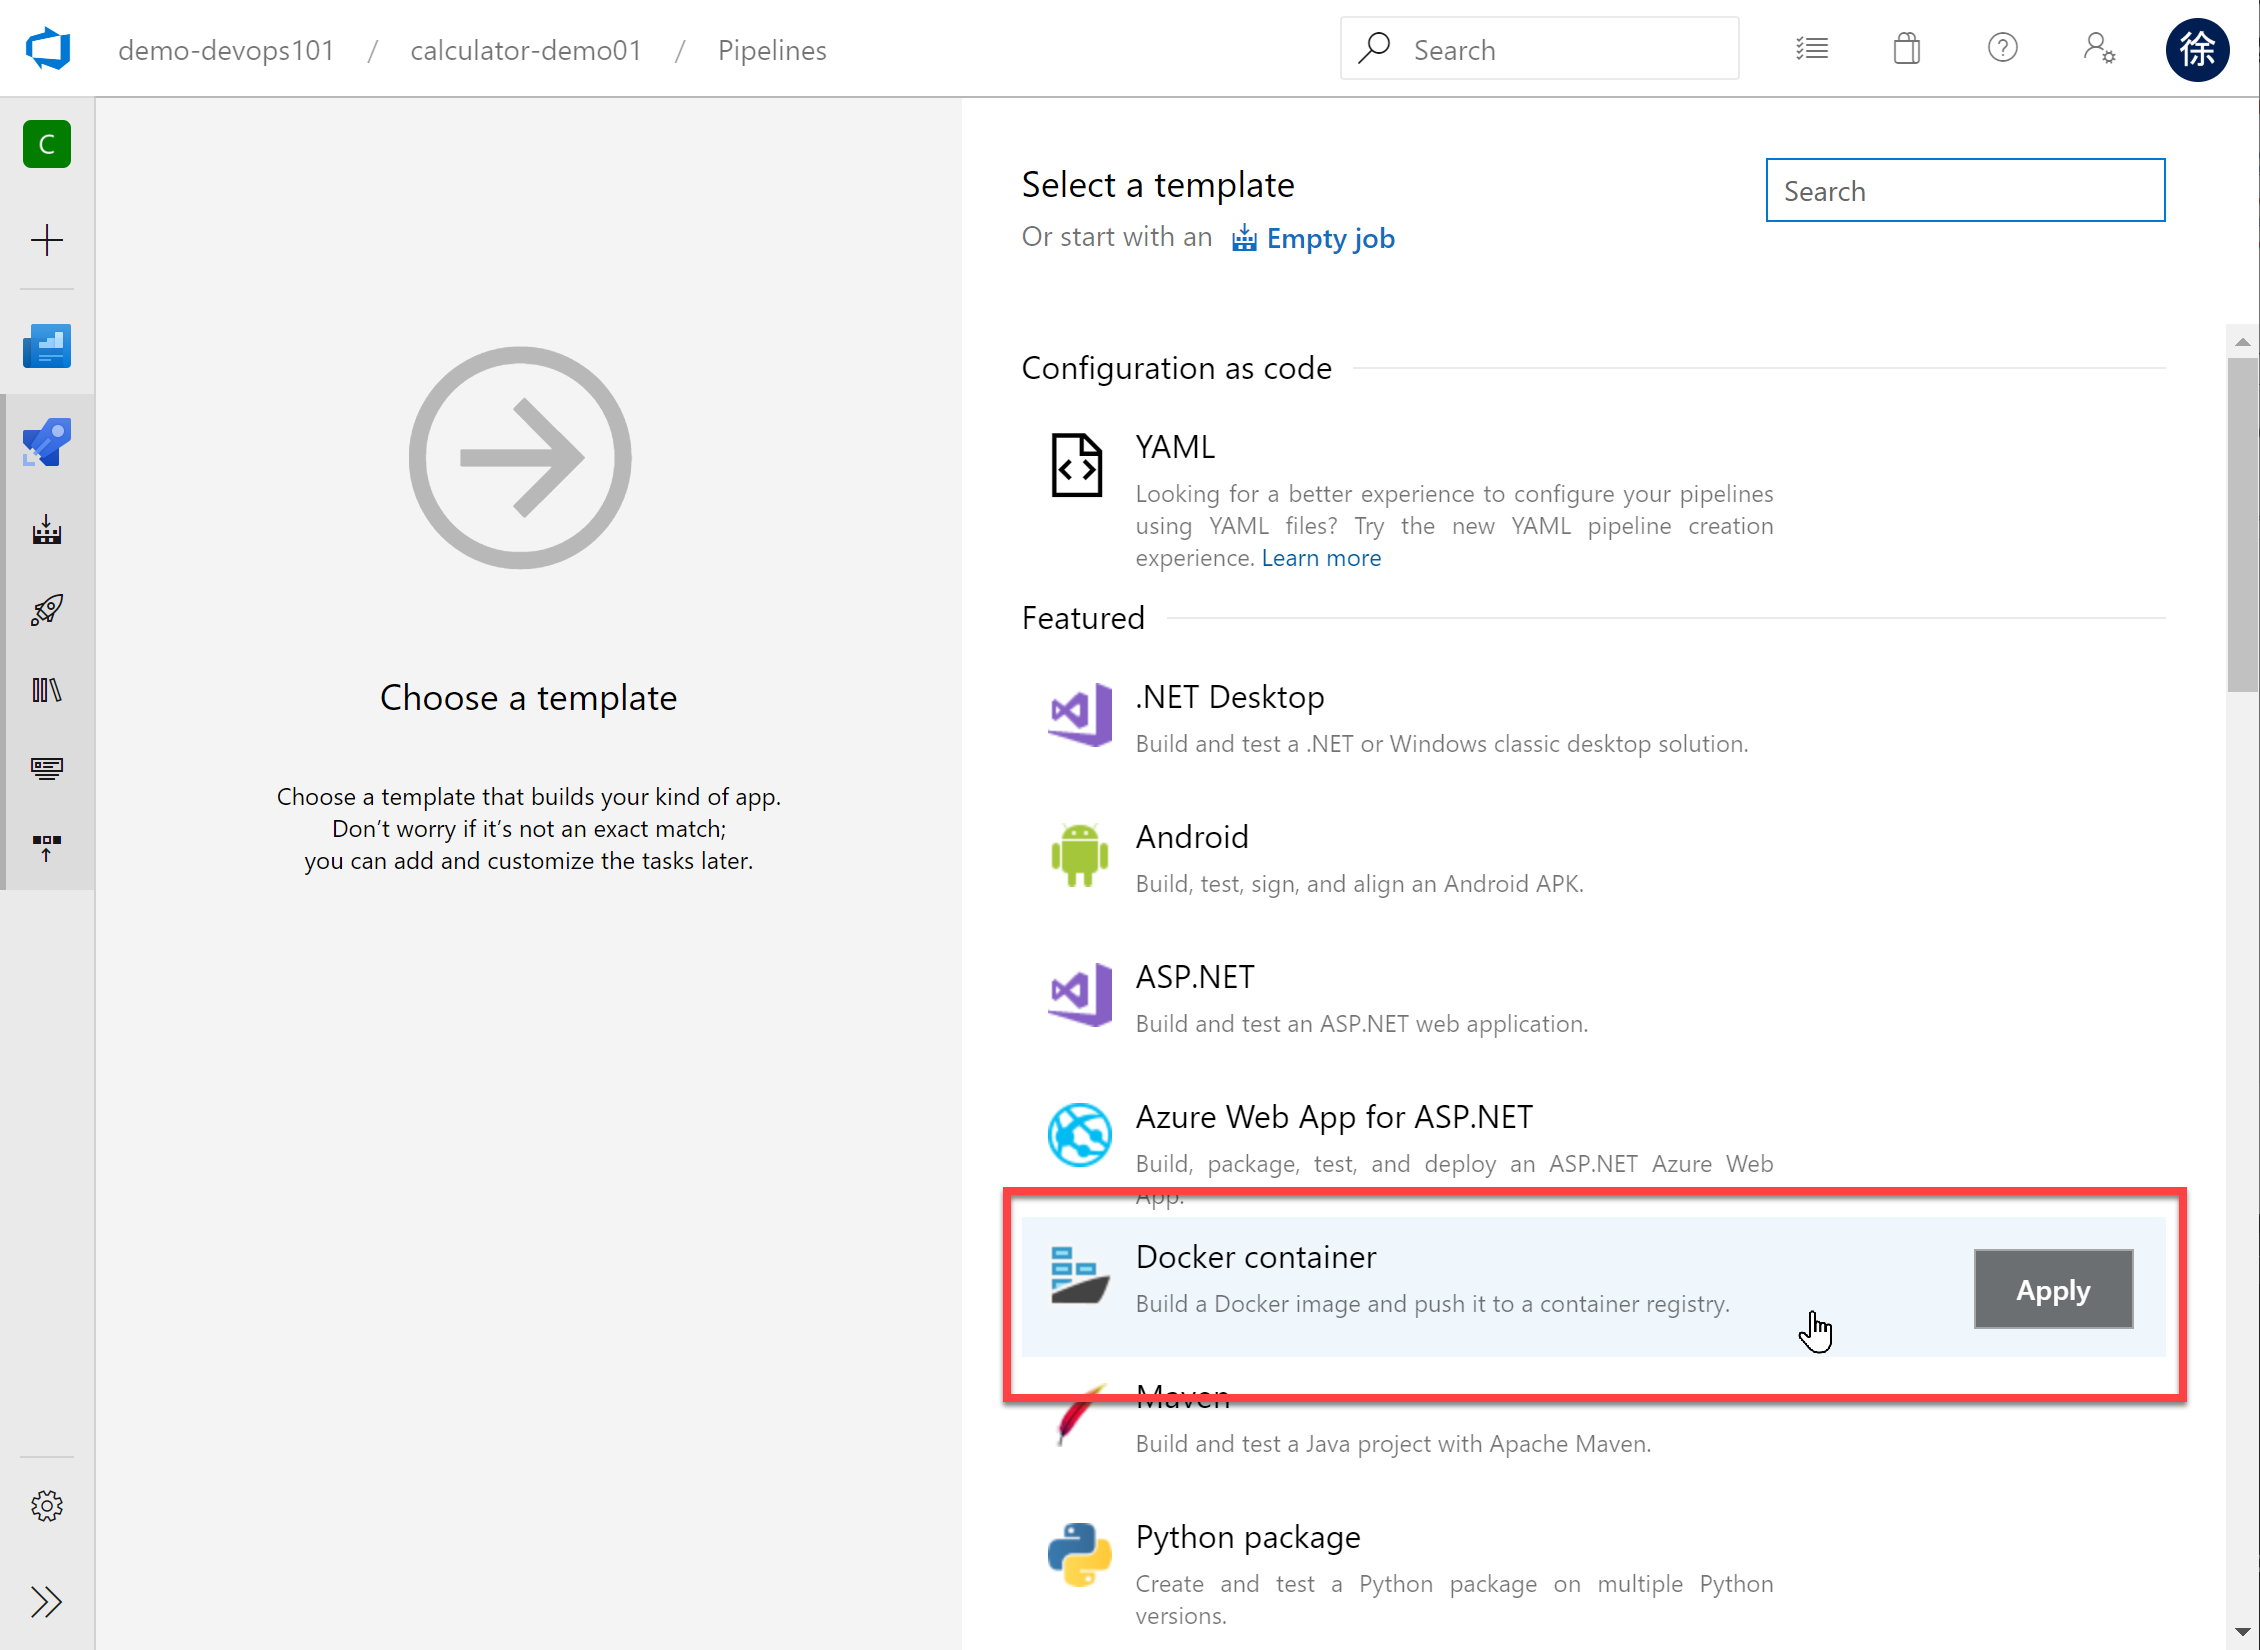 demo-devops101 / calculator-demo01 / Pipelines
Search
徐
C
Select a template
Search
Or start with an Empty job
Configuration as code
YAML
Looking for a better experience to configure your pipelines
using YAML files? Try the new YAML pipeline creation
experience. Learn more
Featured
.NET Desktop
Build and test a .NET or Windows classic desktop solution.
Choose a template
Choose a template that builds your kind of app.
Don’t worry if it’s not an exact match;
you can add and customize the tasks later.
Android
Build, test, sign, and align an Android APK.
ASP.NET
Build and test an ASP.NET web application.
Azure Web App for ASP.NET
Build, package, test, and deploy an ASP.NET Azure Web
App.
Docker container
Build a Docker image and push it to a container registry.
Apply
Maven
Build and test a Java project with Apache Maven.
Python package
Create and test a Python package on multiple Python
versions.